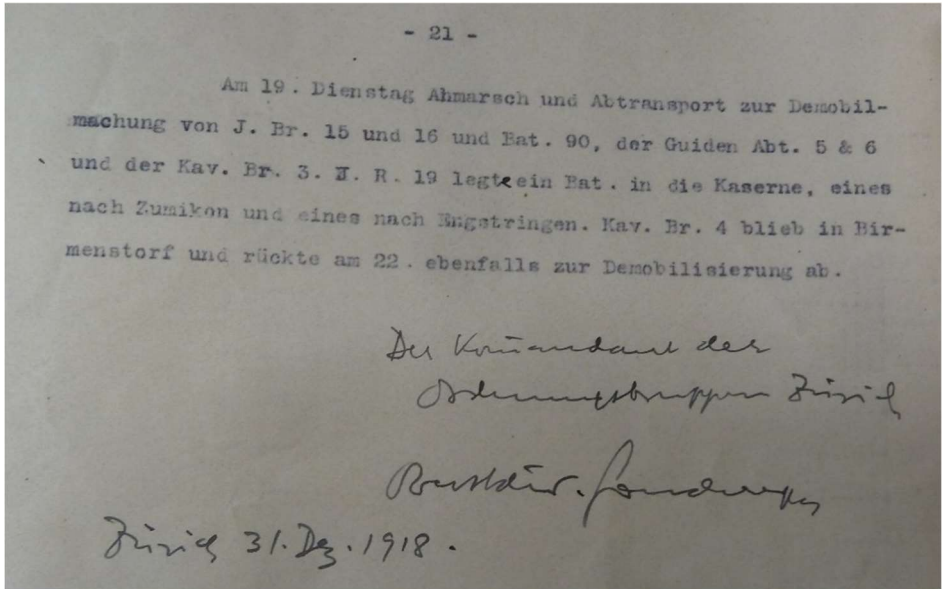 - 21 -
Am 19. Dienstag Ahmarsch und Abtransport zur Demobil-
machung von J. Br. 15 und 16 und Bat. 90, der Guiden Abt. 5 & 6
und der Kav. Br. 3. J. R. 19 legte ein Bat. in die Kaserne, eines
nach Zumikon und eines nach Engstringen. Kav. Br. 4 blieb in Bir-
menstorf und rückte am 22. ebenfalls zur Demobilisierung ab.
Der Kommandant der
Ordnungstruppen Zürich
Zürich 31. Dez. 1918.